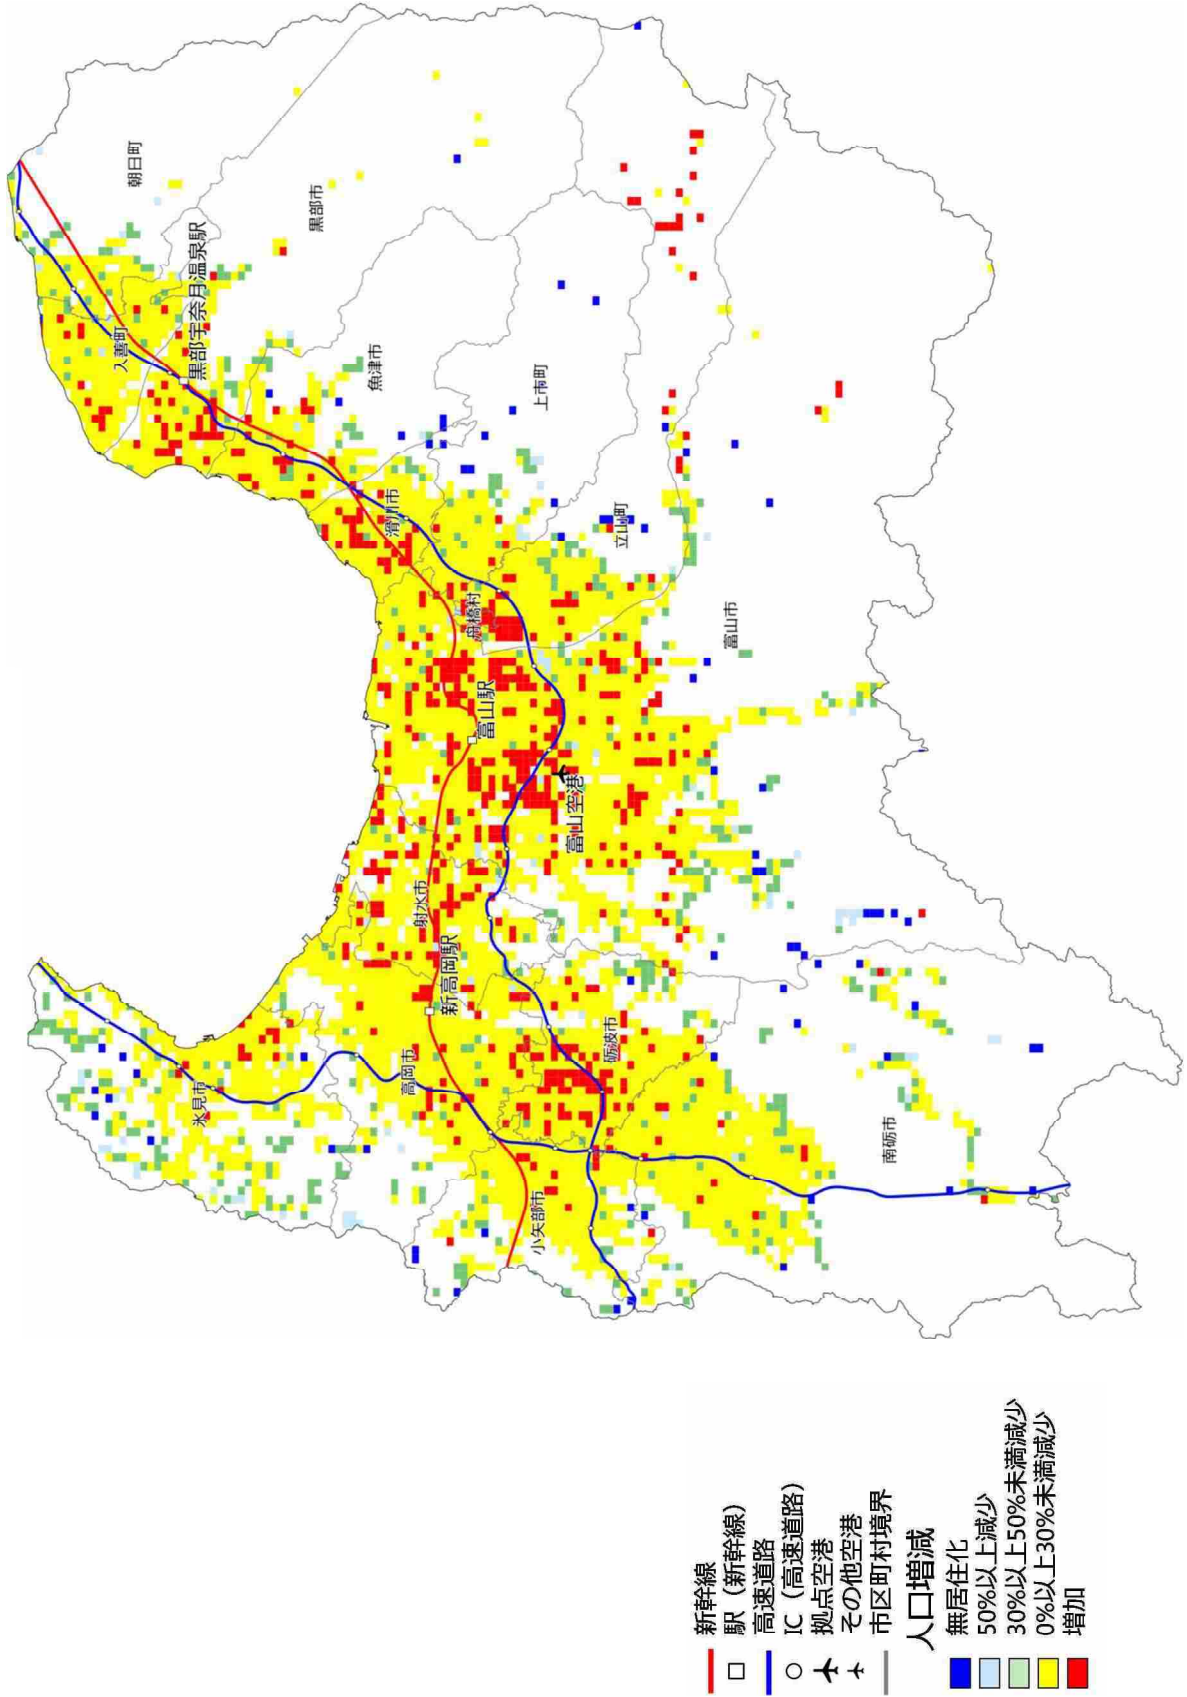 朝日町
入善町
黒部宇奈月温泉駅
黒部市
魚津市
滑川市
上市町
舟橋村
立山町
富山駅
富山市
富山空港
射水市
新高岡駅
氷見市
高岡市
砺波市
小矢部市
南砺市
新幹線
駅（新幹線）
高速道路
IC（高速道路）
拠点空港
その他空港
市区町村境界
人口増減
無居住化
50%以上減少
30%以上50%未満減少
0%以上30%未満減少
増加